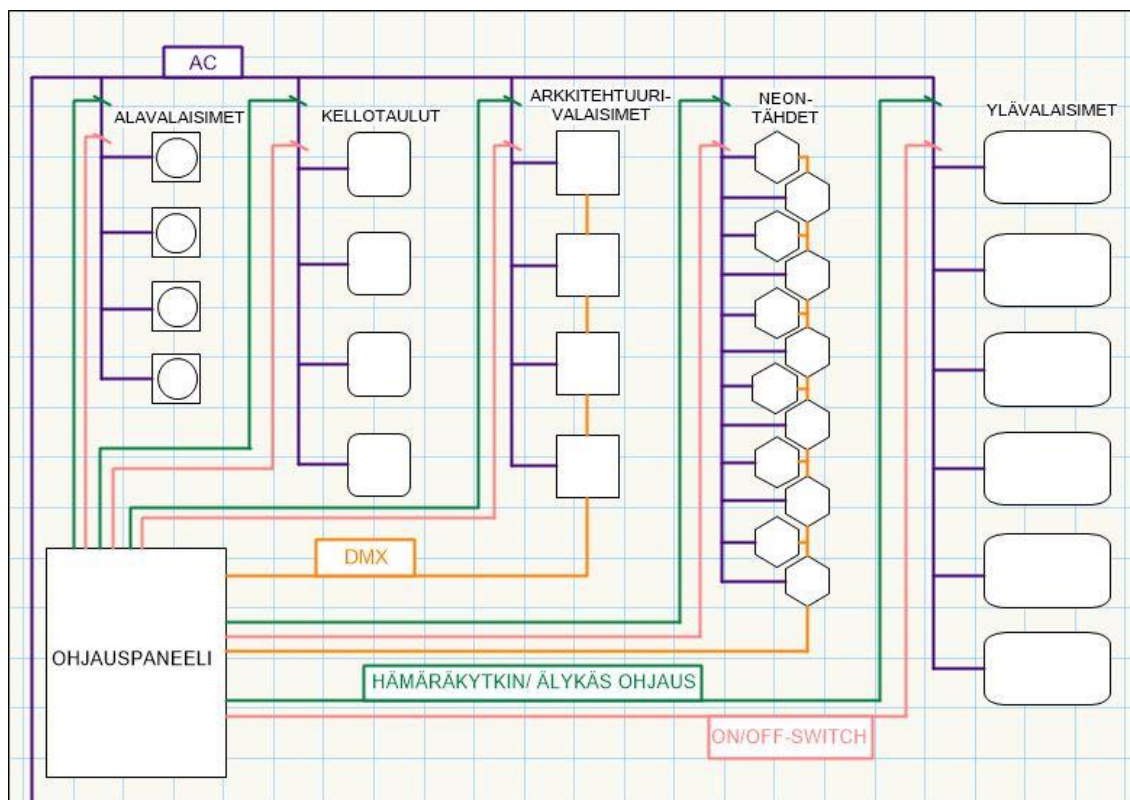 AC
ALAVALAISIMET
KELLOTAULUT
ARKKITEHTUURI-
VALAISIMET
NEON-
TÄHDET
YLÄVALAISIMET
DMX
OHJAUSPANEELI
HÄMÄRÄKYTKIN/ ÄLYKÄS OHJAUS
ON/OFF-SWITCH